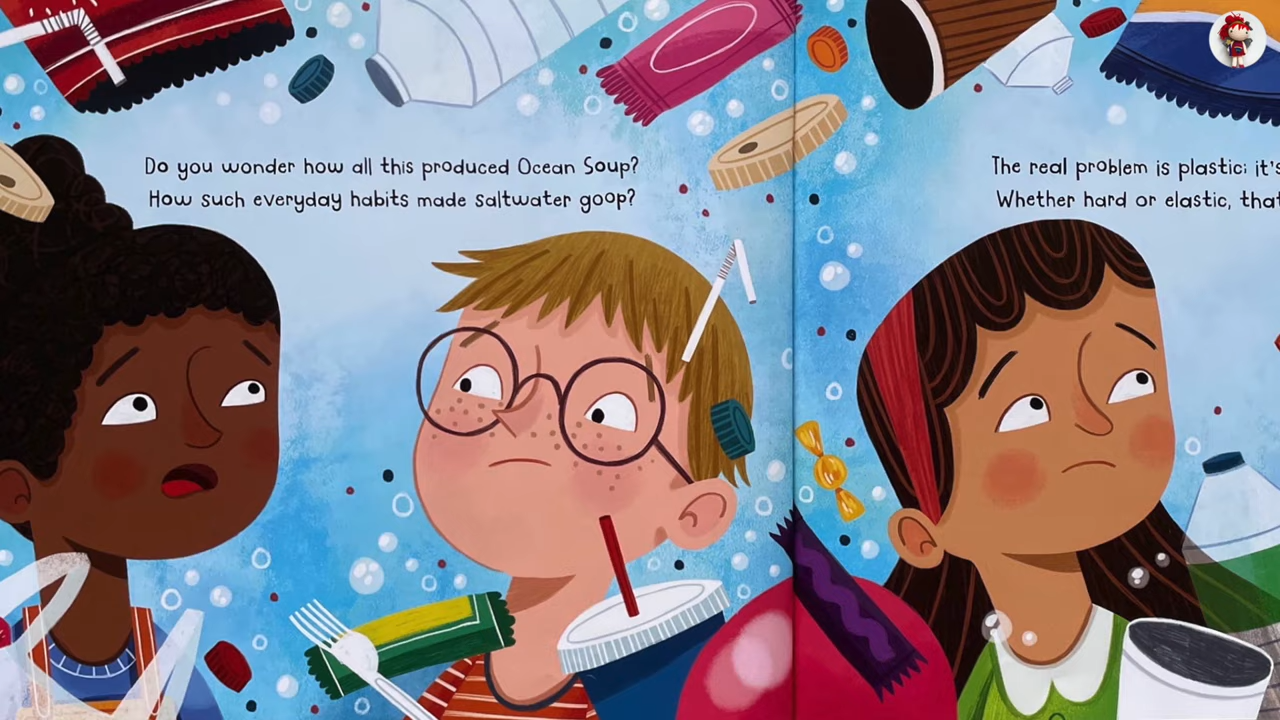 Do you wonder how all this produced Ocean Soup?
How such everyday habits made saltwater goop?
The real problem is plastic; it's
Whether hard or elastic,